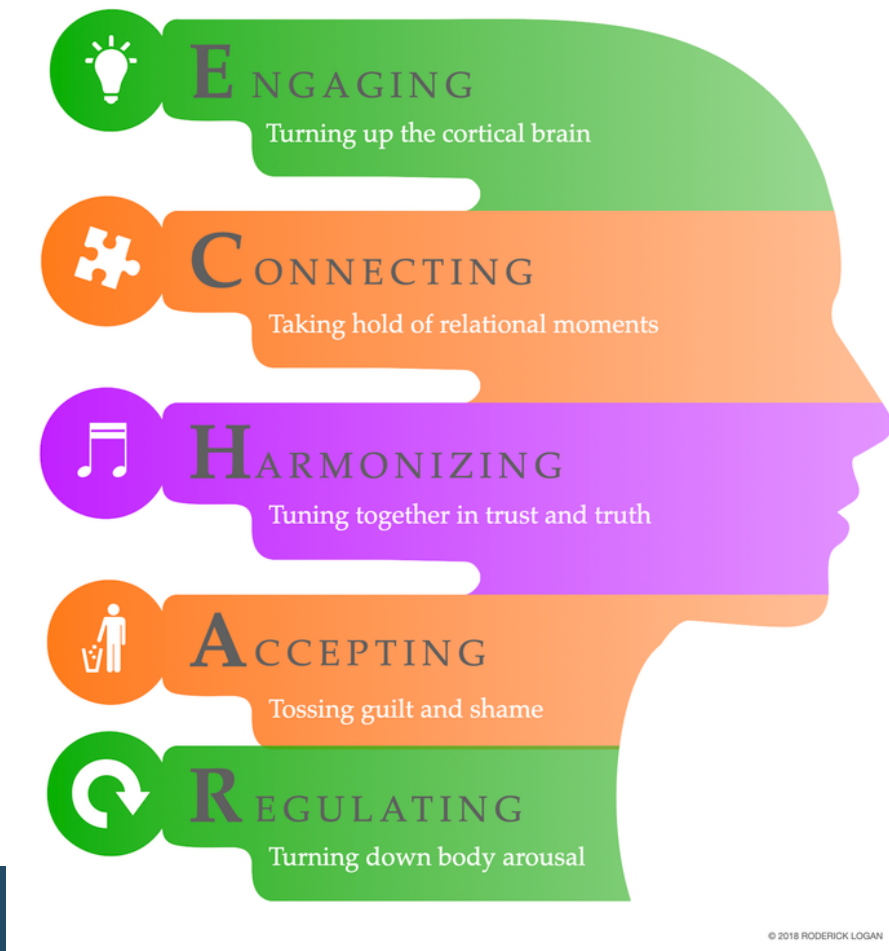 ENGAGING
Turning up the cortical brain
CONNECTING
Taking hold of relational moments
HARMONIZING
Tuning together in trust and truth
ACCEPTING
Tossing guilt and shame
REGULATING
Turning down body arousal
© 2018 RODERICK LOGAN